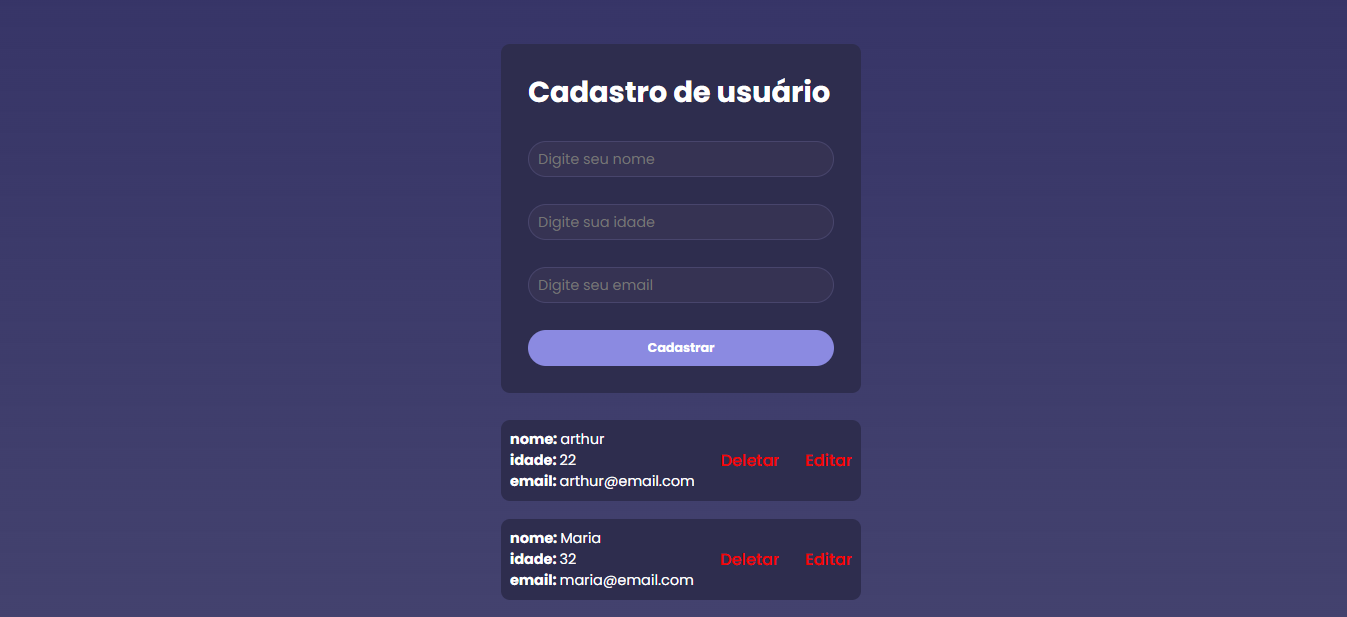 Cadastro de usuário
Digite seu nome
Digite sua idade
Digite seu email
Cadastrar
nome: arthur
idade: 22
email: arthur@email.com
Deletar Editar
nome: Maria
idade: 32
email: maria@email.com
Deletar Editar